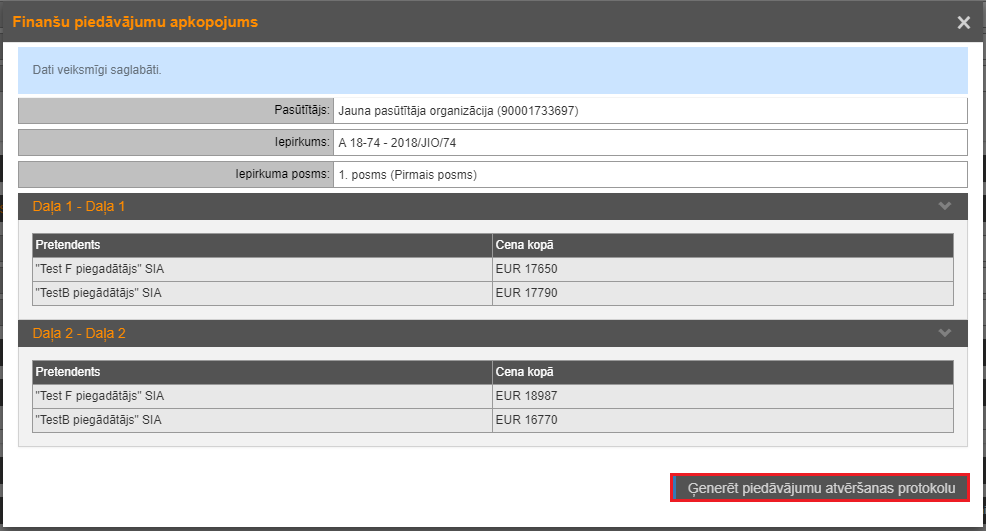 Finanšu piedāvājumu apkopojums
Dati veiksmīgi saglabāti.
Pasūtītājs: Jauna pasūtītāja organizācija (90001733697)
Iepirkums: A 18-74 - 2018/JIO/74
Iepirkuma posms: 1. posms (Pirmais posms)
Daļa 1 - Daļa 1
Pretendents Cena kopā
"Test F piegadātājs" SIA EUR 17650
"TestB piegādātājs" SIA EUR 17790
Daļa 2 - Daļa 2
Pretendents Cena kopā
"Test F piegadātājs" SIA EUR 18987
"TestB piegādātājs" SIA EUR 16770
Ģenerēt piedāvājumu atvēršanas protokolu